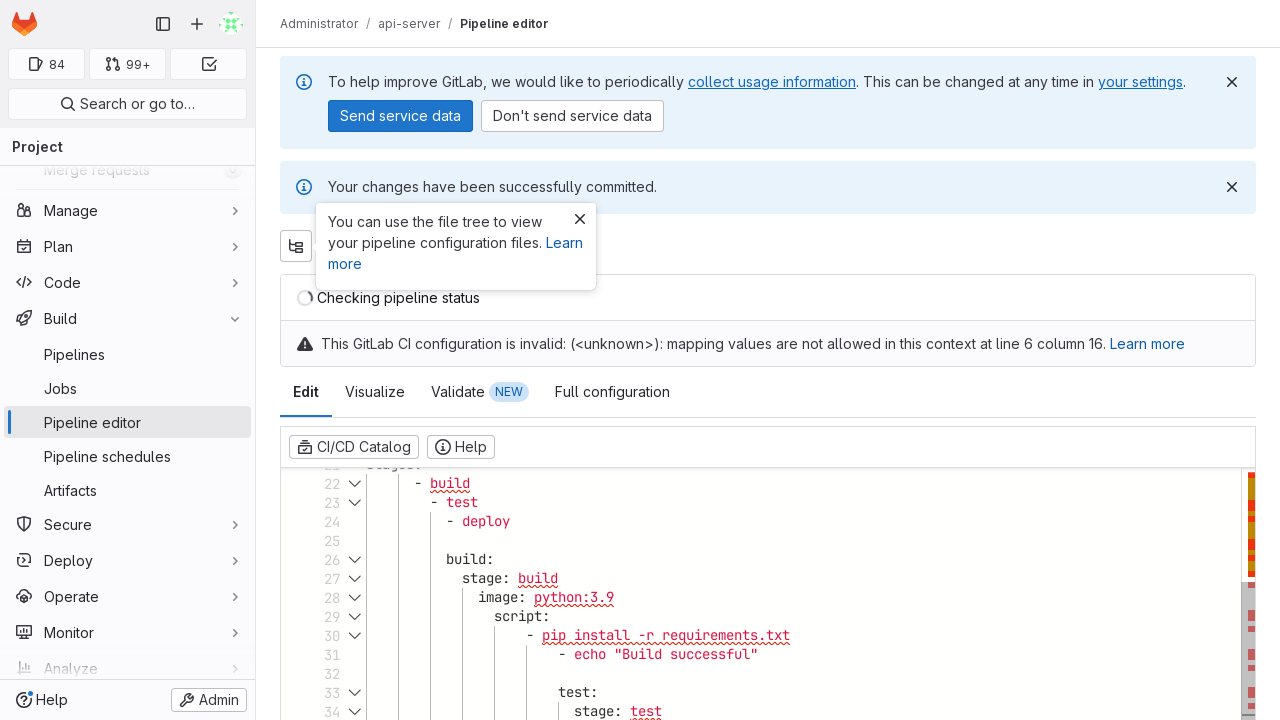 Administrator / api-server / Pipeline editor
84
99+
Search or go to…
Project
Merge requests
Manage
Plan
Code
Build
Pipelines
Jobs
Pipeline editor
Pipeline schedules
Artifacts
Secure
Deploy
Operate
Monitor
Analyze
Help
Admin
To help improve GitLab, we would like to periodically collect usage information. This can be changed at any time in your settings.
Send service data
Don't send service data
Your changes have been successfully committed.
You can use the file tree to view
your pipeline configuration files. Learn
more
Checking pipeline status
This GitLab CI configuration is invalid: (<unknown>): mapping values are not allowed in this context at line 6 column 16. Learn more
Edit
Visualize
Validate NEW
Full configuration
CI/CD Catalog
Help
21 stages:
22 - build
23 - test
24 - deploy
25
26 build:
27 stage: build
28 image: python:3.9
29 script:
30 - pip install -r requirements.txt
31 - echo "Build successful"
32
33 test:
34 stage: test